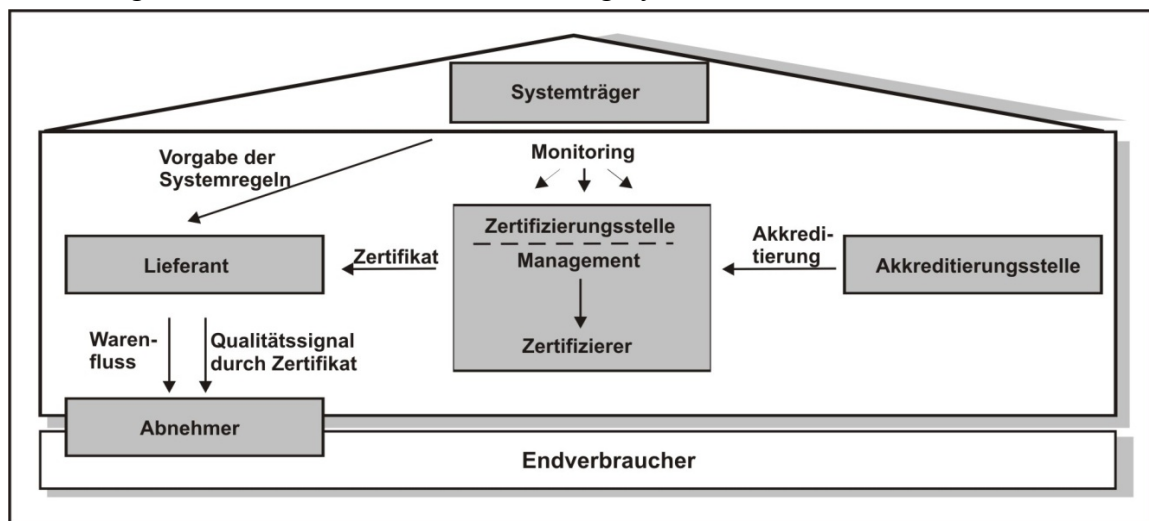 Systemträger
Vorgabe der
Systemregeln
Monitoring
Zertifizierungsstelle
Management
Zertifizierer
Zertifikat
Lieferant
Akkredi-
tierung
Akkreditierungsstelle
Waren-
fluss
Qualitätssignal
durch Zertifikat
Abnehmer
Endverbraucher